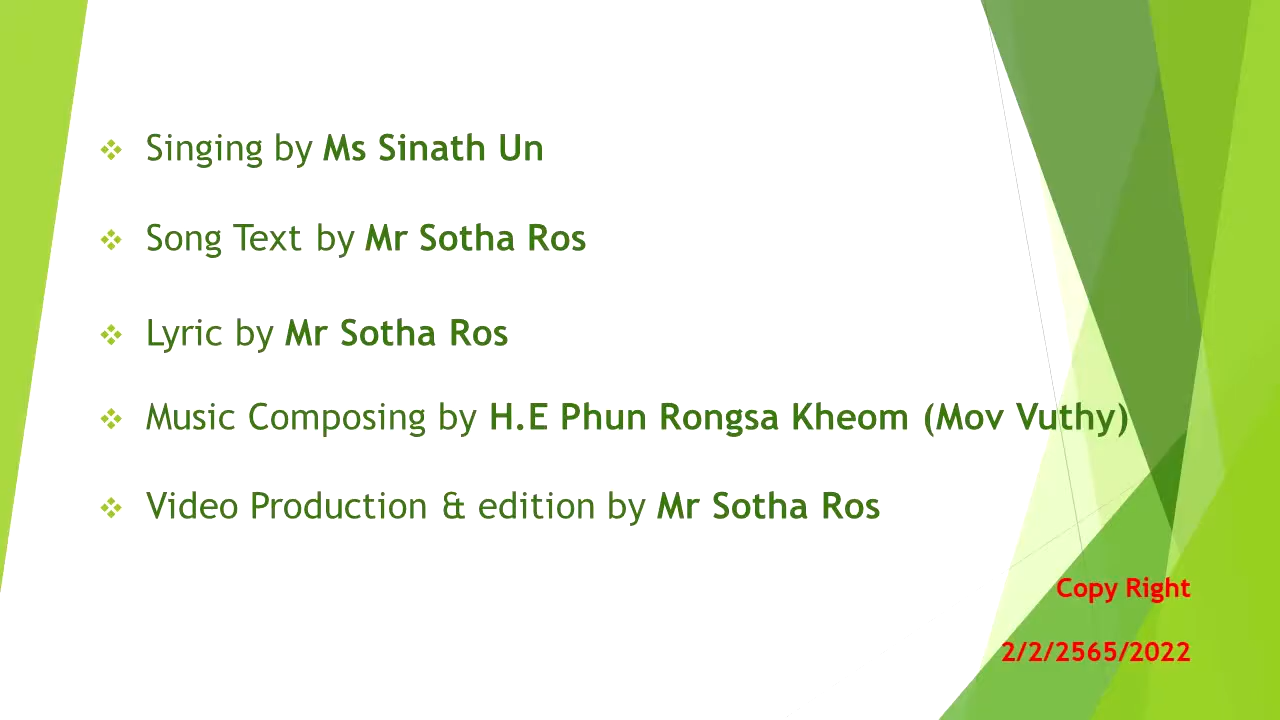 Singing by Ms Sinath Un
Song Text by Mr Sotha Ros
Lyric by Mr Sotha Ros
Music Composing by H.E Phun Rongsa Kheom (Mov Vuthy)
Video Production & edition by Mr Sotha Ros
Copy Right
2/2/2565/2022